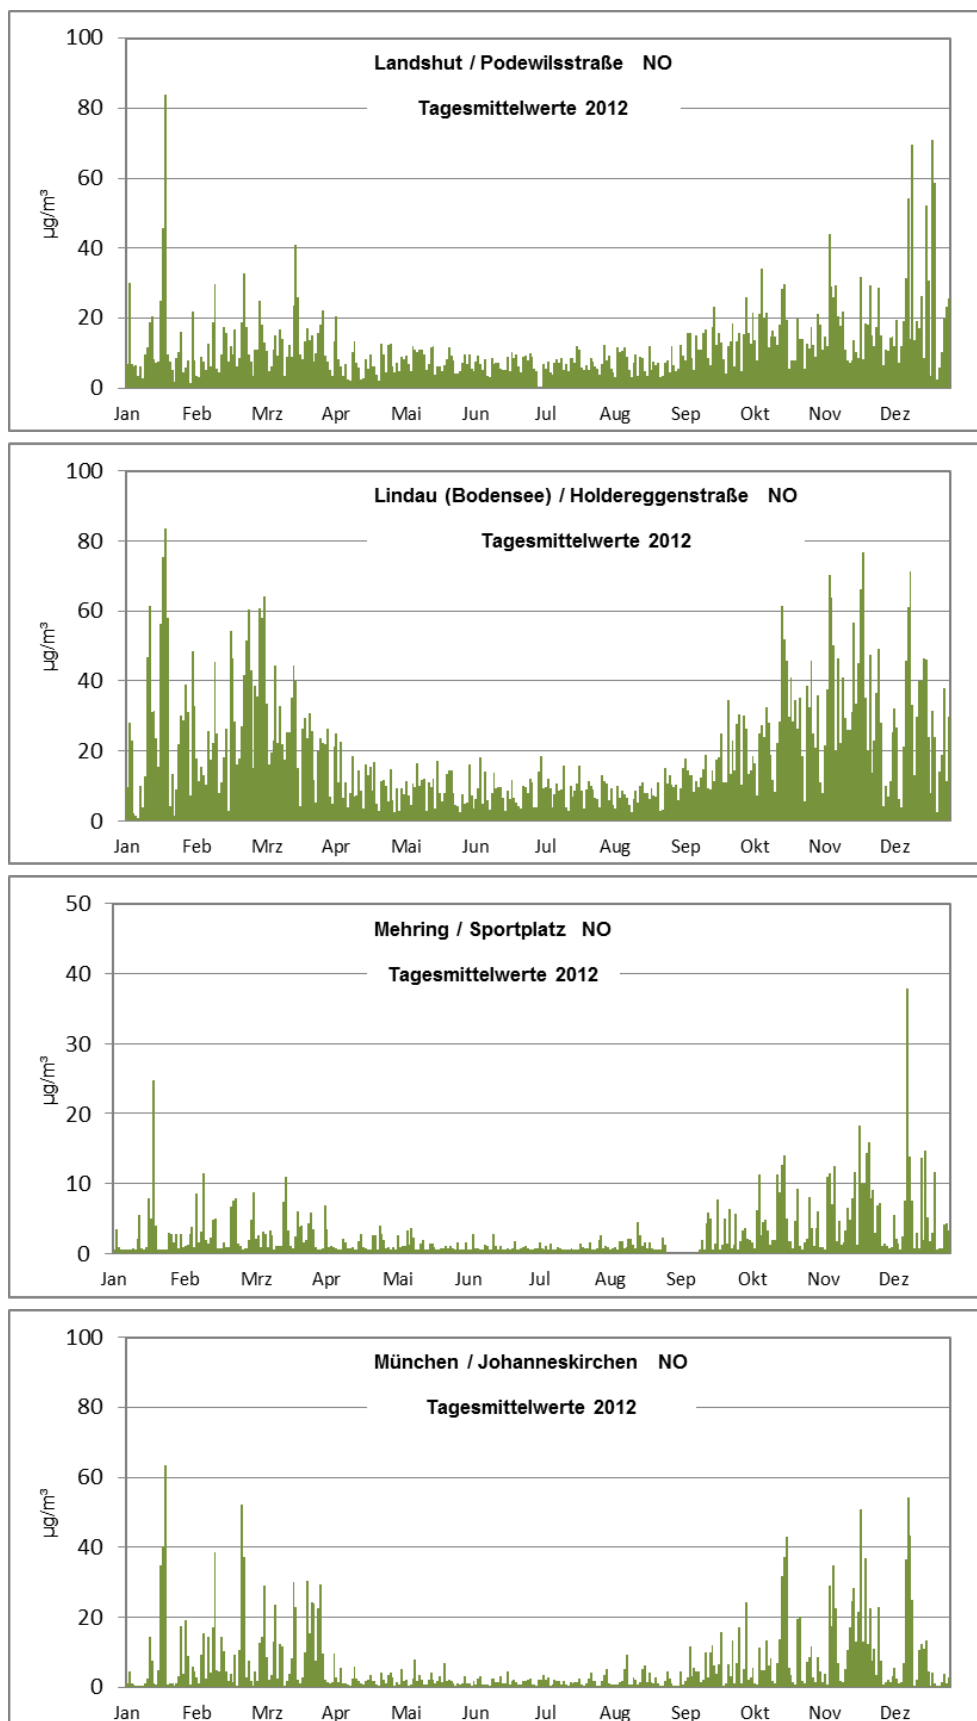 Landshut / Podewilsstraße NO
Tagesmittelwerte 2012
µg/m³
100
80
60
40
20
0
Jan Feb Mrz Apr Mai Jun Jul Aug Sep Okt Nov Dez
Lindau (Bodensee) / Holdereggenstraße NO
Tagesmittelwerte 2012
µg/m³
100
80
60
40
20
0
Jan Feb Mrz Apr Mai Jun Jul Aug Sep Okt Nov Dez
Mehring / Sportplatz NO
Tagesmittelwerte 2012
µg/m³
50
40
30
20
10
0
Jan Feb Mrz Apr Mai Jun Jul Aug Sep Okt Nov Dez
München / Johanneskirchen NO
Tagesmittelwerte 2012
µg/m³
100
80
60
40
20
0
Jan Feb Mrz Apr Mai Jun Jul Aug Sep Okt Nov Dez